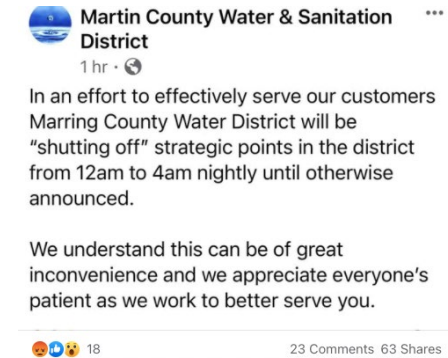 Martin County Water & Sanitation
District
1 hr ·
In an effort to effectively serve our customers
Marring County Water District will be
“shutting off” strategic points in the district
from 12am to 4am nightly until otherwise
announced.
We understand this can be of great
inconvenience and we appreciate everyone’s
patient as we work to better serve you.
18
23 Comments 63 Shares